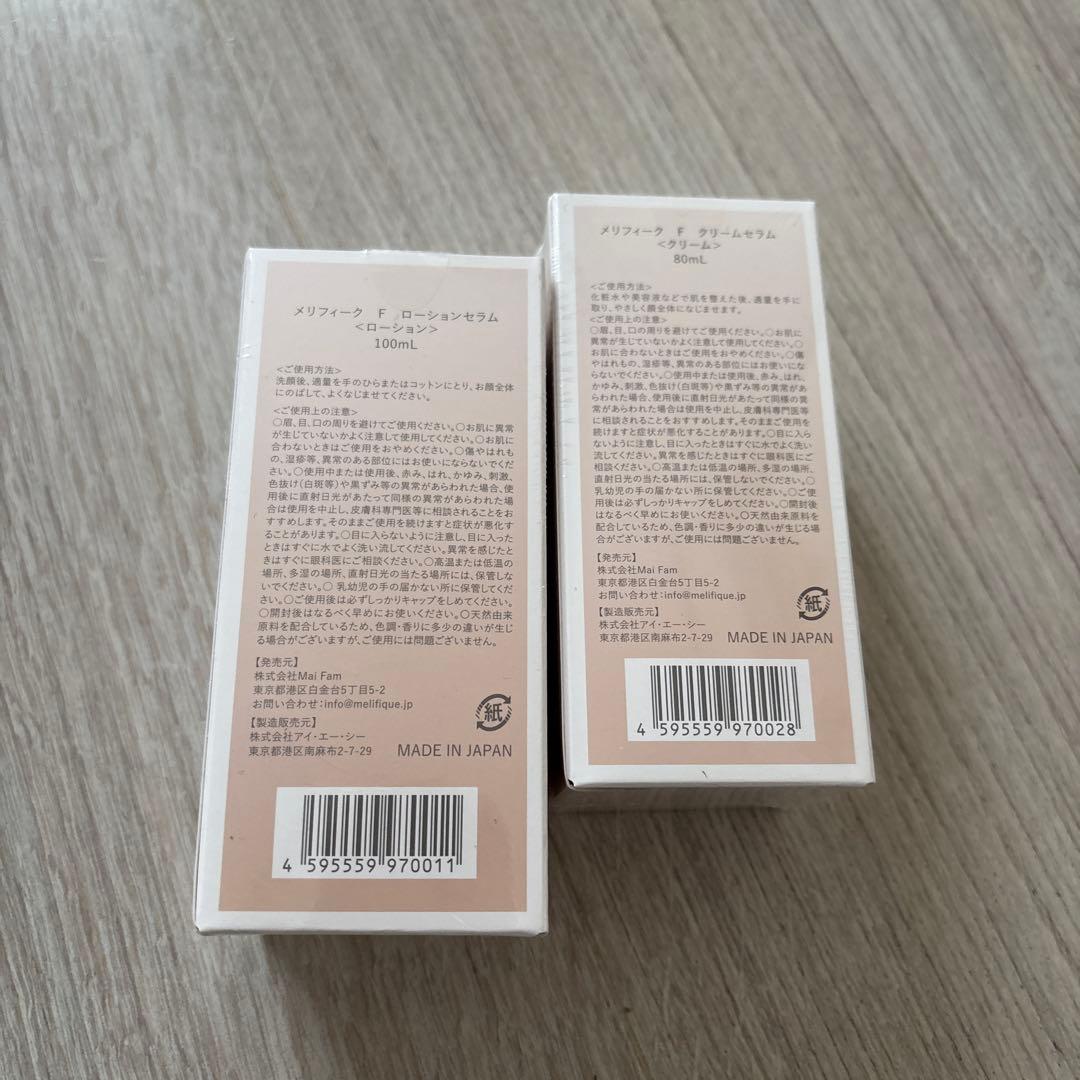 メリフィーク F ローションセラム
<ローション>
100mL
<ご使用方法>
洗顔後、適量を手のひらまたはコットンにとり、お顔全体
にのばして、よくなじませてください。
<ご使用上の注意>
○眉、目、口の周りを避けてご使用ください。○お肌に異常
が生じていないかよく注意して使用してください。○お肌に
合わないときはご使用をおやめください。○傷やはれも
の、湿疹等、異常のある部位にはお使いにならないでくだ
さい。○使用中または使用後、赤み、はれ、かゆみ、刺激、
色抜け(白斑等)や黒ずみ等の異常があらわれた場合、使
用後に直射日光があたって同様の異常があらわれた場
合は使用を中止し、皮膚科専門医等に相談されることをお
すすめします。そのままご使用を続けますと症状が悪化す
ることがあります。○目に入らないように注意し、目に入っ
たときはすぐに水でよく洗い流してください。異常を感じた
ときはすぐに眼科医にご相談ください。○高温または低温の
場所、多湿の場所、直射日光の当たる場所には、保管しな
いでください。○ 乳幼児の手の届かない所に保管してくだ
さい。○ご使用後は必ずしっかりキャップをしめてください。
○開封後はなるべく早めにお使いください。○天然由来
原料を配合しているため、色調・香りに多少の違いが生じ
る場合がございますが、ご使用には問題ございません。
【発売元】
株式会社Mai Fam
東京都港区白金台5丁目5-2
お問い合わせ:info@melifique.jp
【製造販売元】
株式会社アイ・エー・シー
東京都港区南麻布2-7-29
紙
MADE IN JAPAN
4 595559 970011
メリフィーク F クリームセラム
<クリーム>
80mL
<ご使用方法>
化粧水や美容液などで肌を整えた後、適量を手に
取り、やさしく顔全体になじませます。
<ご使用上の注意>
○眉、目、口の周りを避けてご使用ください。○お肌に
異常が生じていないかよく注意して使用してください。○
お肌に合わないときはご使用をおやめください。○傷
やはれもの、湿疹等、異常のある部位にはお使いにな
らないでください。○使用中または使用後、赤み、はれ、
かゆみ、刺激、色抜け(白斑等)や黒ずみ等の異常があ
らわれた場合、使用後に直射日光があたって同様の異
常があらわれた場合は使用を中止し、皮膚科専門医等
に相談されることをおすすめします。そのままご使用を
続けますと症状が悪化することがあります。○目に入ら
ないように注意し、目に入ったときはすぐに水でよく洗い
流してください。異常を感じたときはすぐに眼科医にご
相談ください。○高温または低温の場所、多湿の場所、
直射日光の当たる場所には、保管しないでください。○
乳幼児の手の届かない所に保管してください。○ご使
用後は必ずしっかりキャップをしめてください。○開封後
はなるべく早めにお使いください。○天然由来原料を
配合しているため、色調・香りに多少の違いが生じる場
合がございますが、ご使用には問題ございません。
【発売元】
株式会社Mai Fam
東京都港区白金台5丁目5-2
お問い合わせ:info@melifique.jp
【製造販売元】
株式会社アイ・エー・シー
東京都港区南麻布2-7-29
紙
MADE IN JAPAN
4 595559 970028